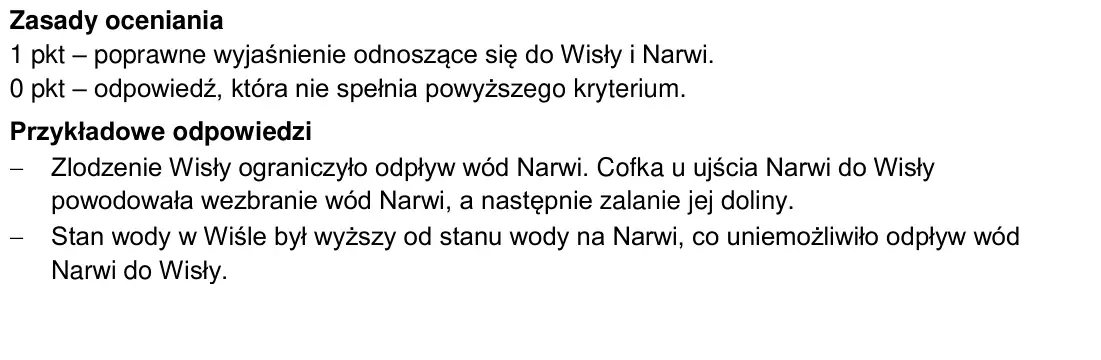 Zasady oceniania
1 pkt – poprawne wyjaśnienie odnoszące się do Wisły i Narwi.
0 pkt – odpowiedź, która nie spełnia powyższego kryterium.
Przykładowe odpowiedzi
– Zlodzenie Wisły ograniczyło odpływ wód Narwi. Cofka u ujścia Narwi do Wisły
powodowała wezbranie wód Narwi, a następnie zalanie jej doliny.
– Stan wody w Wiśle był wyższy od stanu wody na Narwi, co uniemożliwiło odpływ wód
Narwi do Wisły.